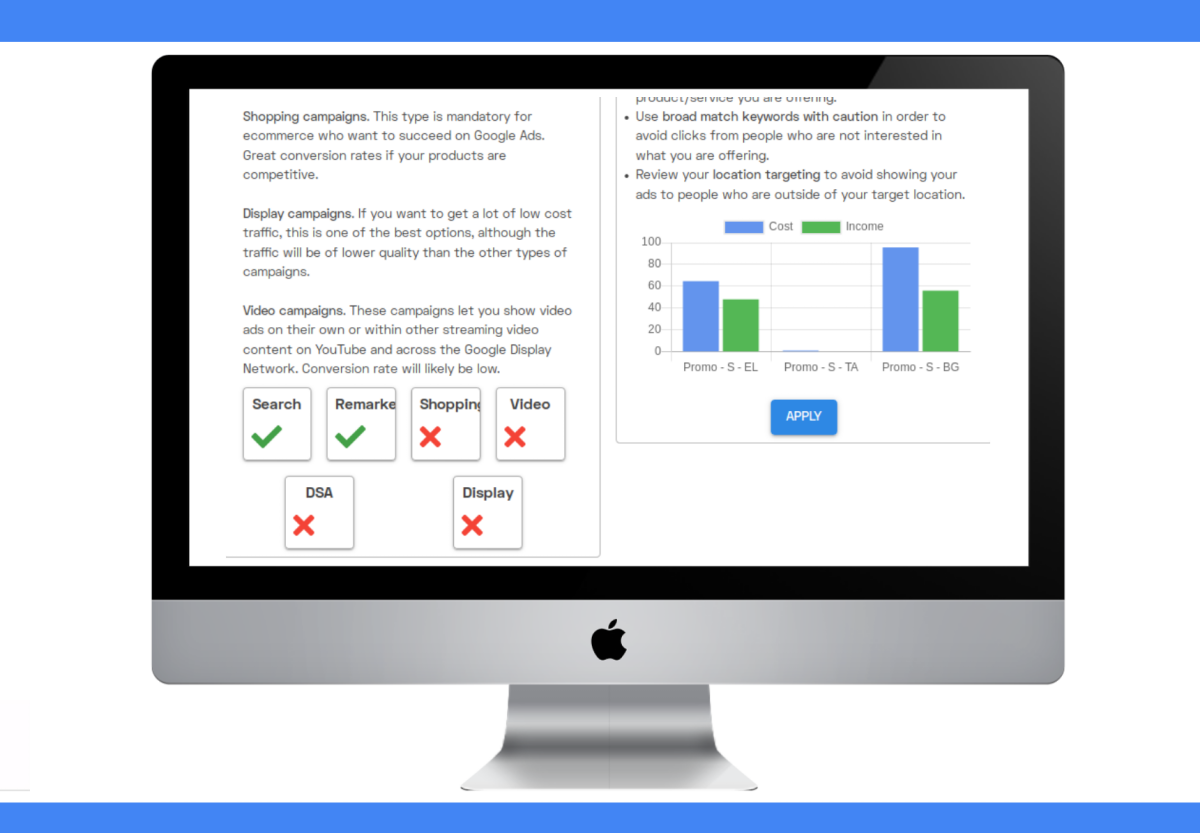 Shopping campaigns. This type is mandatory for
ecommerce who want to succeed on Google Ads.
Great conversion rates if your products are
competitive.
Display campaigns. If you want to get a lot of low cost
traffic, this is one of the best options, although the
traffic will be of lower quality than the other types of
campaigns.
Video campaigns. These campaigns let you show video
ads on their own or within other streaming video
content on YouTube and across the Google Display
Network. Conversion rate will likely be low.
Search
Remarke
Shopping
Video
DSA
Display
product/service you are offering.
• Use broad match keywords with caution in order to
avoid clicks from people who are not interested in
what you are offering.
• Review your location targeting to avoid showing your
ads to people who are outside of your target location.
Cost Income
100
80
60
40
20
0
Promo - S - EL Promo - S - TA Promo - S - BG
APPLY